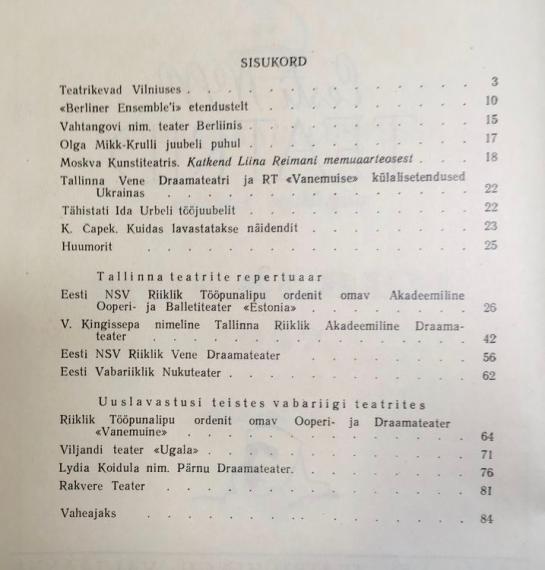 SISUKORD
Teatrikevad Vilniuses . . . . . . . . . . . 3
«Berliner Ensemble'i» etendustelt . . . . . . . . 10
Vahtangovi nim. teater Berliinis . . . . . . . . . 15
Olga Mikk-Krulli juubeli puhul . . . . . . . . . 17
Moskva Kunstiteatris. Katkend Liina Reimani memuaarteosest . . . 18
Tallinna Vene Draamateatri ja RT «Vanemuise» külalisetendused
Ukrainas . . . . . . . . . . . 22
Tähistati Ida Urbeli tööjuubelit . . . . . . . . . 22
K. Čapek. Kuidas lavastatakse näidendit . . . . . . 23
Huumorit . . . . . . . . . . . 25
Tallinna teatrite repertuaar
Eesti NSV Riiklik Tööpunalipu ordenit omav Akadeemiline
Ooperi- ja Balletiteater «Estonia» . . . . . . 26
V. Kingissepa nimeline Tallinna Riiklik Akadeemiline Draama-
teater . . . . . . . . . . . 42
Eesti NSV Riiklik Vene Draamateater . . . . . . 56
Eesti Vabariiklik Nukuteater . . . . . . . . . 62
Uuslavastusi teistes vabariigi teatrites
Riiklik Tööpunalipu ordenit omav Ooperi- ja Draamateater
«Vanemuine» . . . . . . . . . . 64
Viljandi teater «Ugala» . . . . . . . . . . 71
Lydia Koidula nim. Pärnu Draamateater. . . . . . . 76
Rakvere Teater . . . . . . . . . . . 81
Vaheajaks . . . . . . . . . . . 84